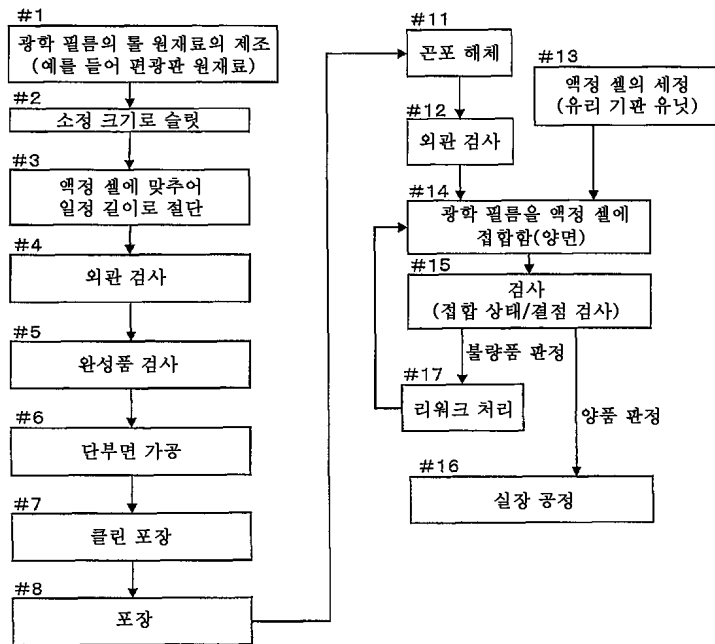 #1
광학 필름의 롤 원재료의 제조
(예를 들어 편광판 원재료)
#2
소정 크기로 슬릿
#3
액정 셀에 맞추어
일정 길이로 절단
#4
외관 검사
#5
완성품 검사
#6
단부면 가공
#7
클린 포장
#8
포장
#11
곤포 해체
#12
외관 검사
#13
액정 셀의 세정
(유리 기판 유닛)
#14
광학 필름을 액정 셀에
접합함(양면)
#15
검사
(접합 상태/결점 검사)
불량품 판정
#17
리워크 처리
양품 판정
#16
실장 공정